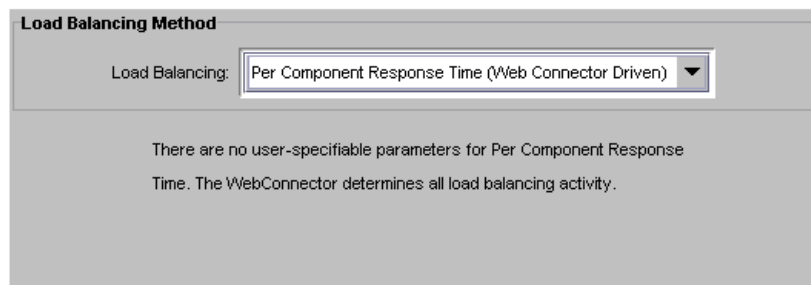 Load Balancing Method
Load Balancing: Per Component Response Time (Web Connector Driven)
There are no user-specifiable parameters for Per Component Response
Time. The WebConnector determines all load balancing activity.